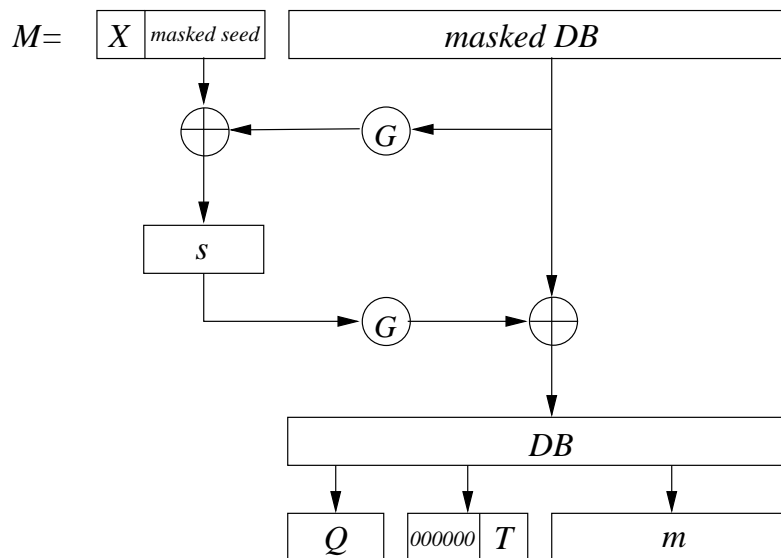 M= X masked seed masked DB
G
s
G
DB
Q 000000 T m